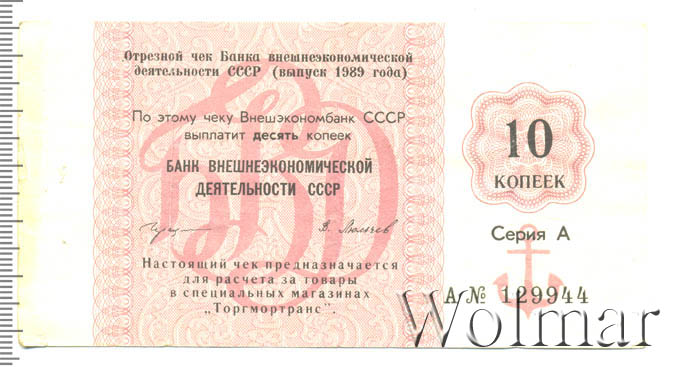 Отрезной чек Банка внешнеэкономической
деятельности СССР (выпуск 1989 года)
По этому чеку Внешэкономбанк СССР
выплатит десять копеек
БАНК ВНЕШНЕЭКОНОМИЧЕСКОЙ
ДЕЯТЕЛЬНОСТИ СССР
Настоящий чек предназначается
для расчета за товары
в специальных магазинах
„Торгмортранс".
10
КОПЕЕК
Серия А
А № 129944
Wolmar